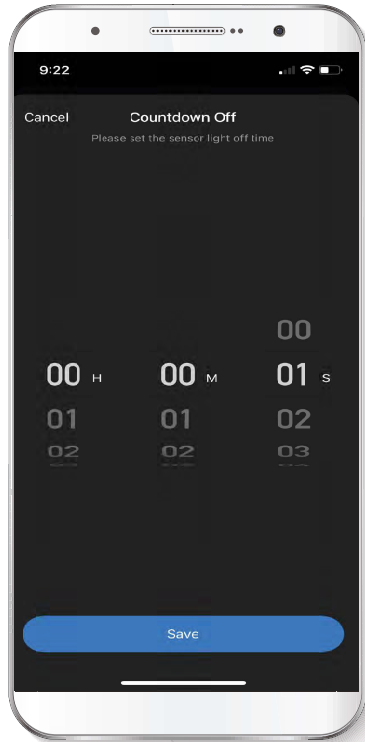 9:22
Cancel
Countdown Off
Please set the sensor light off time
00
00 H 00 M 01 S
01 01 02
02 02 03
Save